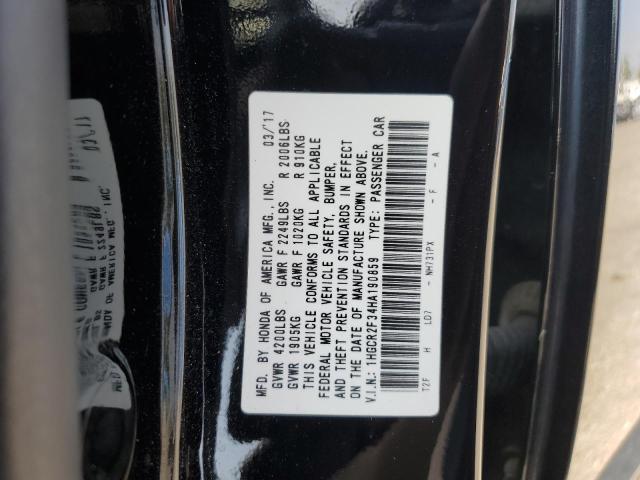 MFD. BY HONDA OF AMERICA MFG., INC. 03/'17
GVWR 4200LBS GAWR F 2249LBS R 2006LBS
GVWR 1905KG GAWR F 1020KG R 910KG
THIS VEHICLE CONFORMS TO ALL APPLICABLE
FEDERAL MOTOR VEHICLE SAFETY, BUMPER,
AND THEFT PREVENTION STANDARDS IN EFFECT
ON THE DATE OF MANUFACTURE SHOWN ABOVE.
V.I.N.: 1HGCR2F34HA190859 TYPE: PASSENGER CAR
T2F H LD7 - NH731PX - F - A